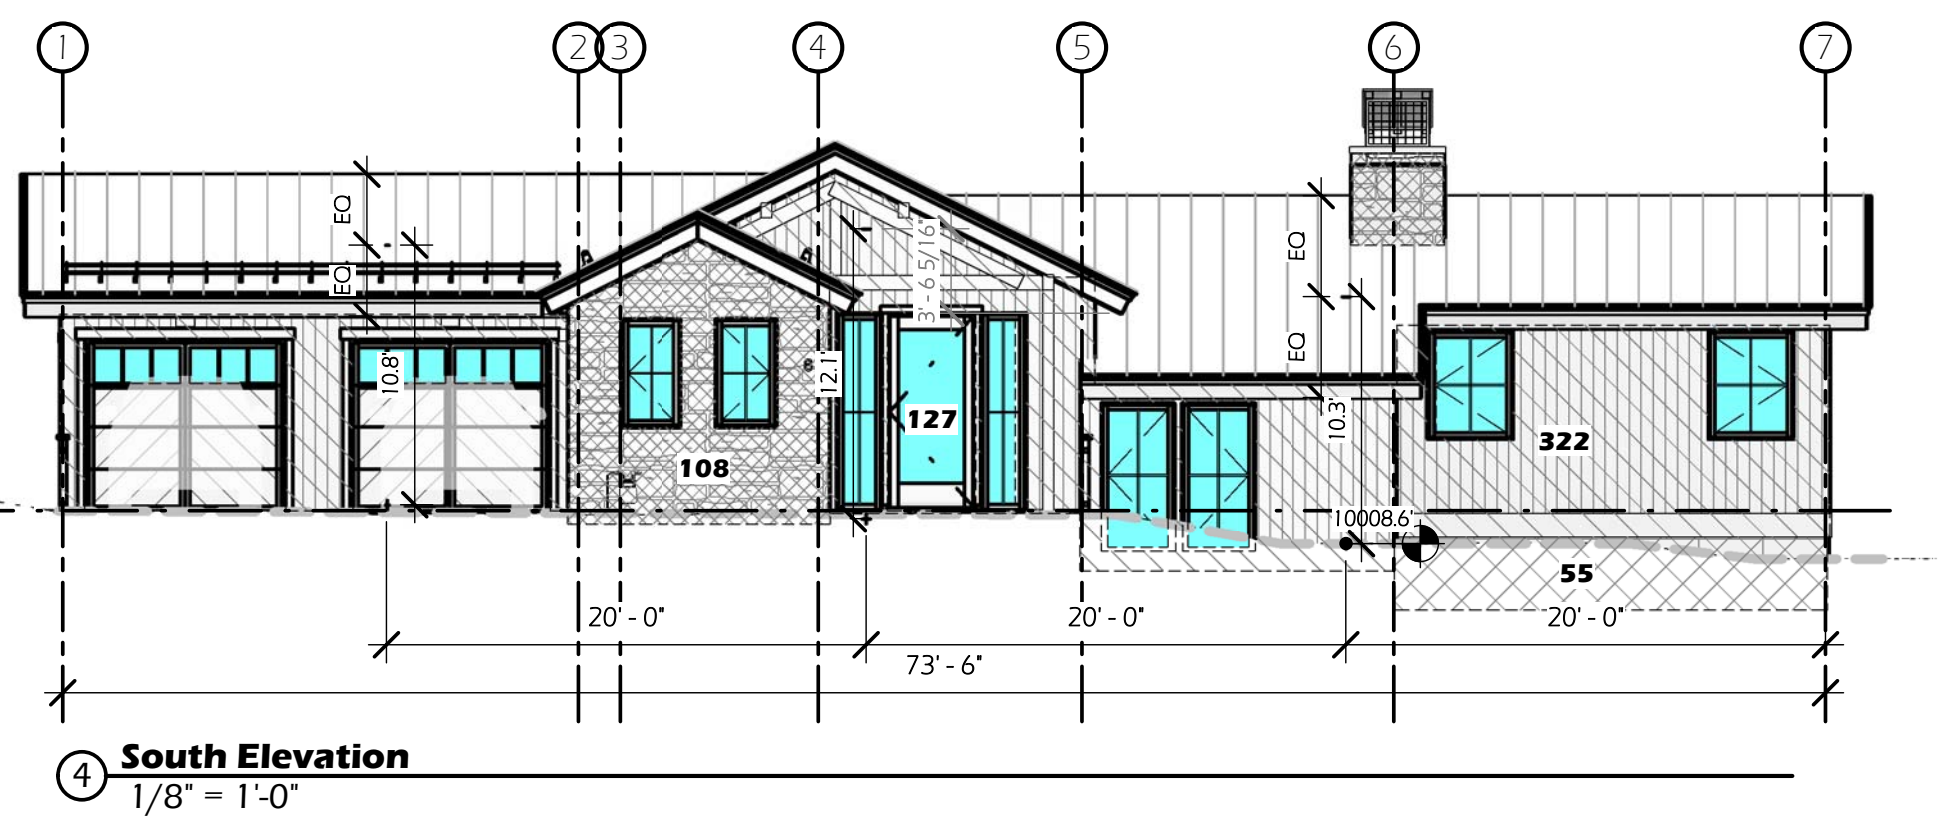 1 2 3 4 5 6 7
EQ
EQ
3' - 6 5/16"
EQ
EQ
10.8'
12.1'
10.3'
127
322
108
10008.6'
55
20' - 0" 20' - 0" 20' - 0"
73' - 6"
4 South Elevation
1/8" = 1'-0"